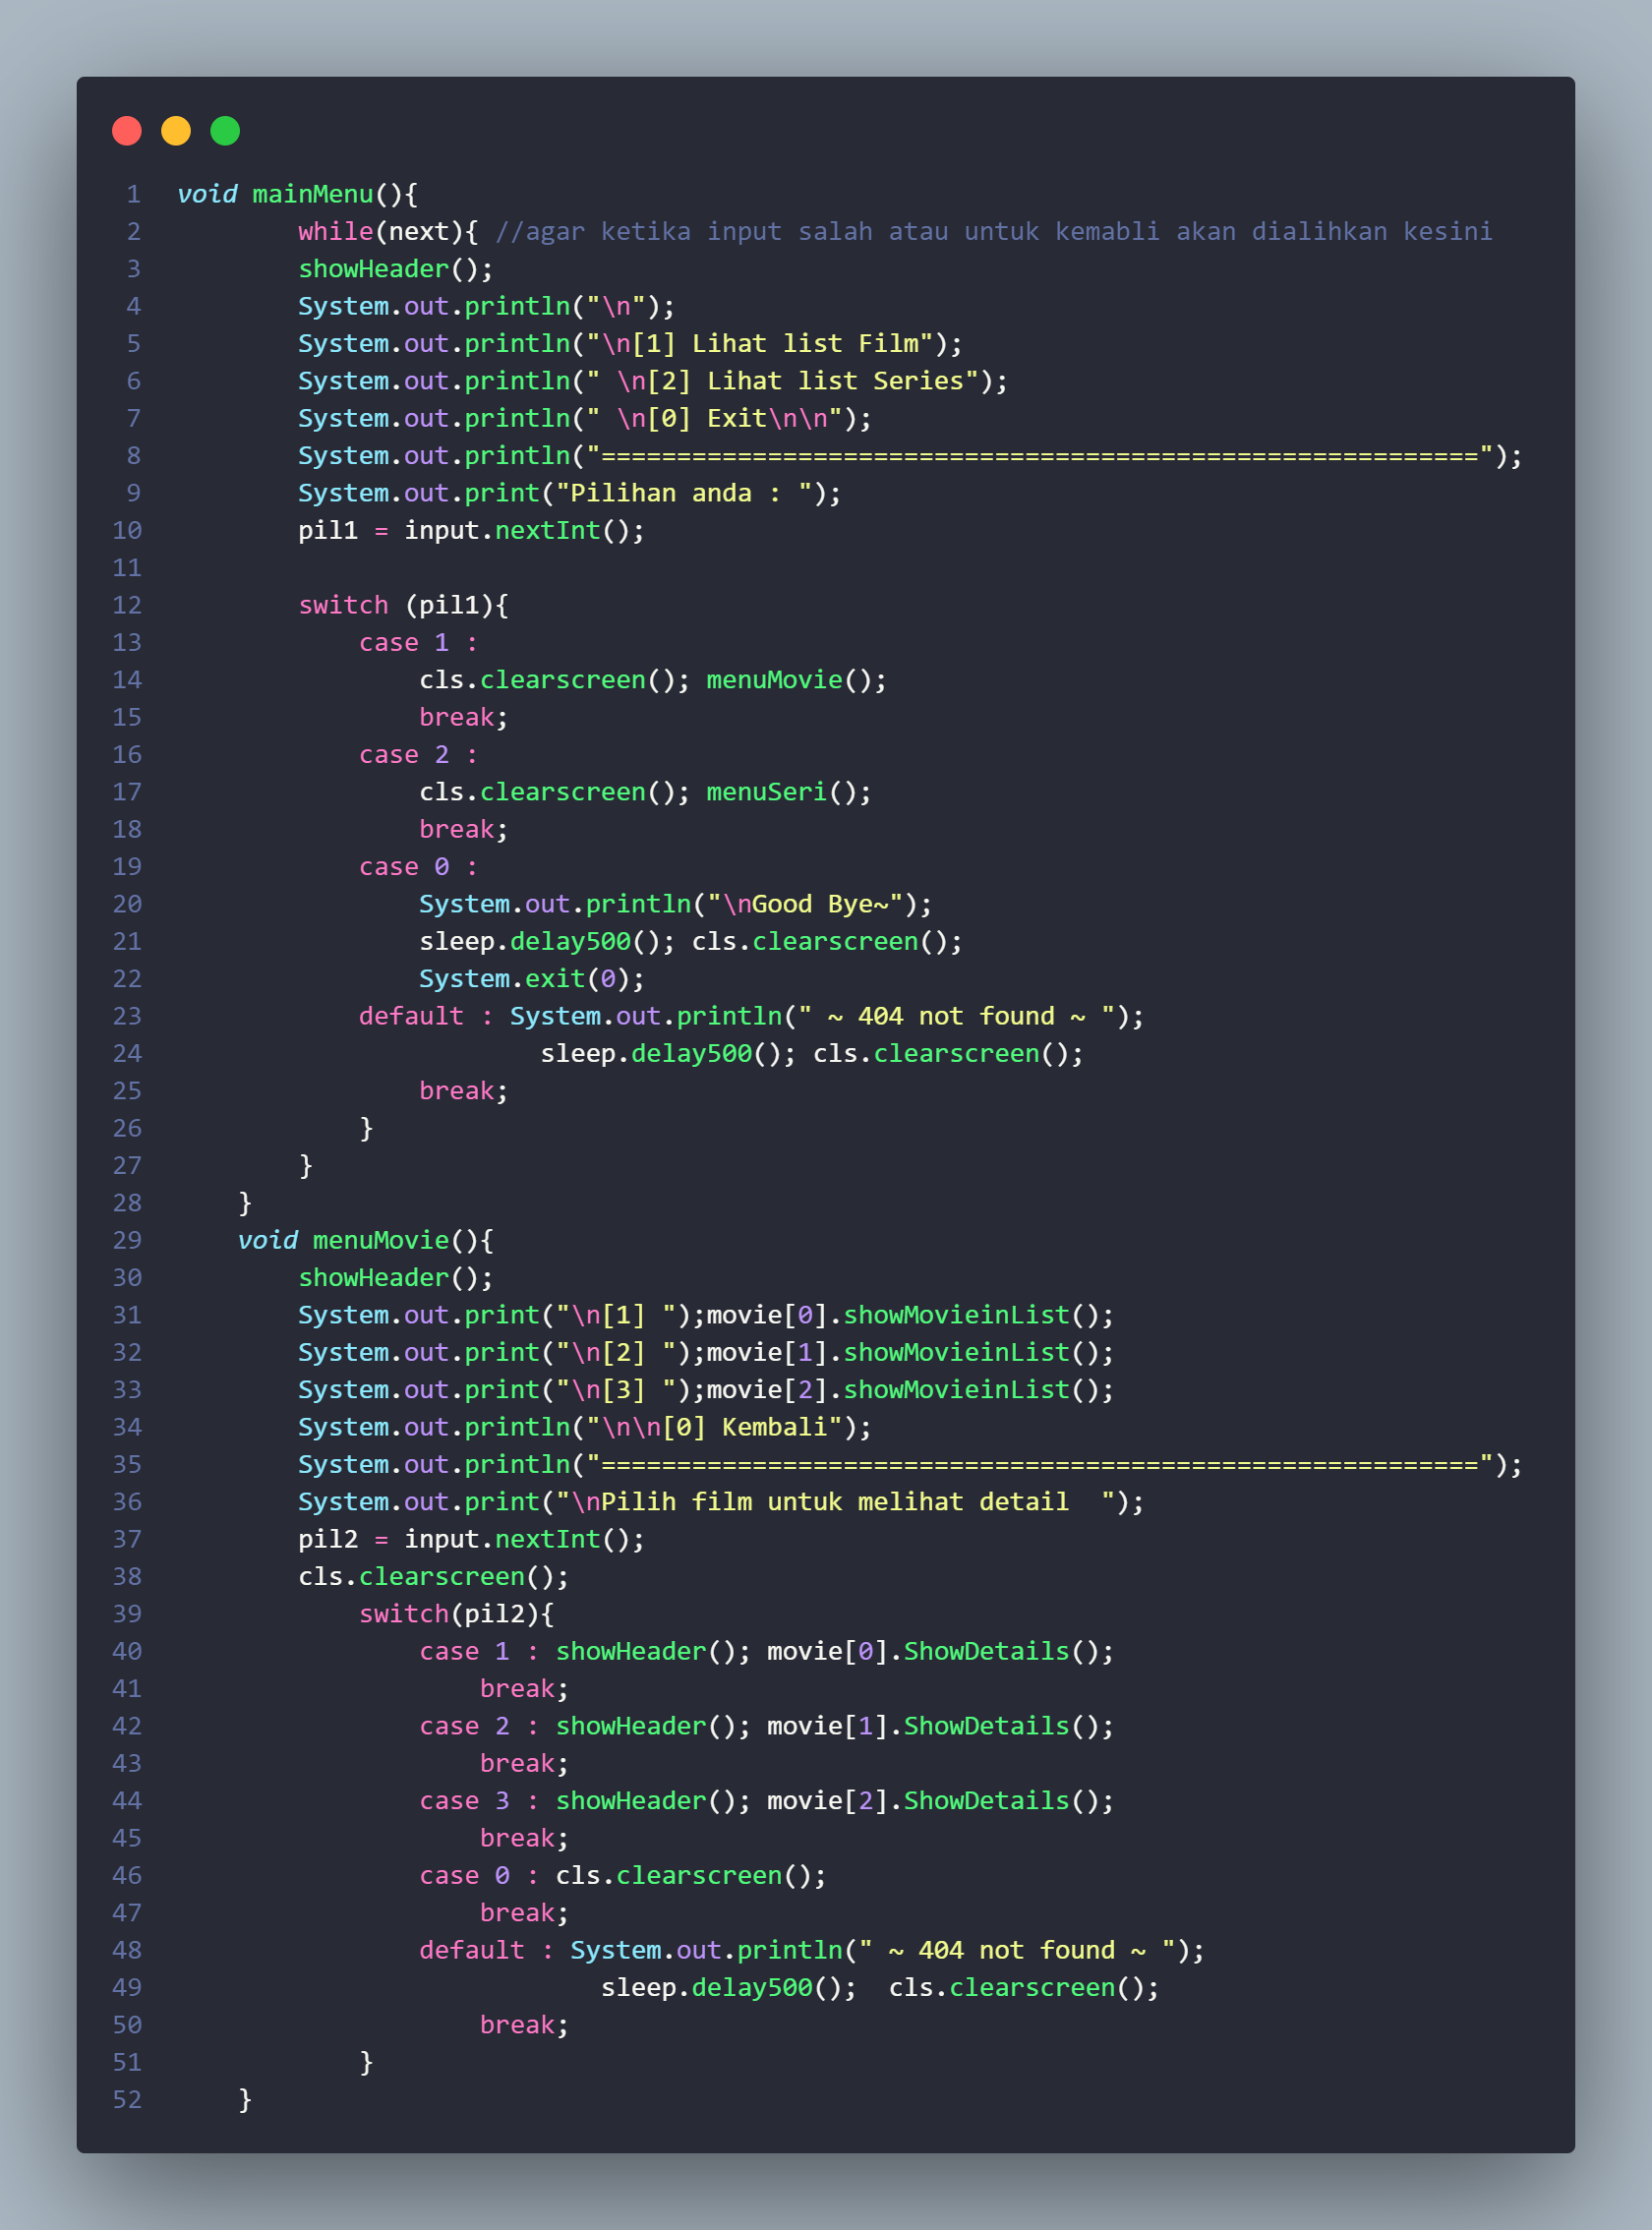 1 void mainMenu(){
2 while(next){ //agar ketika input salah atau untuk kemabli akan dialihkan kesini
3 showHeader();
4 System.out.println("\n");
5 System.out.println("\n[1] Lihat list Film");
6 System.out.println(" \n[2] Lihat list Series");
7 System.out.println(" \n[0] Exit\n\n");
8 System.out.println("==========================================================");
9 System.out.print("Pilihan anda : ");
10 pil1 = input.nextInt();
11
12 switch (pil1){
13 case 1 :
14 cls.clearscreen(); menuMovie();
15 break;
16 case 2 :
17 cls.clearscreen(); menuSeri();
18 break;
19 case 0 :
20 System.out.println("\nGood Bye~");
21 sleep.delay500(); cls.clearscreen();
22 System.exit(0);
23 default : System.out.println(" ~ 404 not found ~ ");
24 sleep.delay500(); cls.clearscreen();
25 break;
26 }
27 }
28 }
29 void menuMovie(){
30 showHeader();
31 System.out.print("\n[1] ");movie[0].showMovieinList();
32 System.out.print("\n[2] ");movie[1].showMovieinList();
33 System.out.print("\n[3] ");movie[2].showMovieinList();
34 System.out.println("\n\n[0] Kembali");
35 System.out.println("==========================================================");
36 System.out.print("\nPilih film untuk melihat detail  ");
37 pil2 = input.nextInt();
38 cls.clearscreen();
39 switch(pil2){
40 case 1 : showHeader(); movie[0].ShowDetails();
41 break;
42 case 2 : showHeader(); movie[1].ShowDetails();
43 break;
44 case 3 : showHeader(); movie[2].ShowDetails();
45 break;
46 case 0 : cls.clearscreen();
47 break;
48 default : System.out.println(" ~ 404 not found ~ ");
49 sleep.delay500();  cls.clearscreen();
50 break;
51 }
52 }